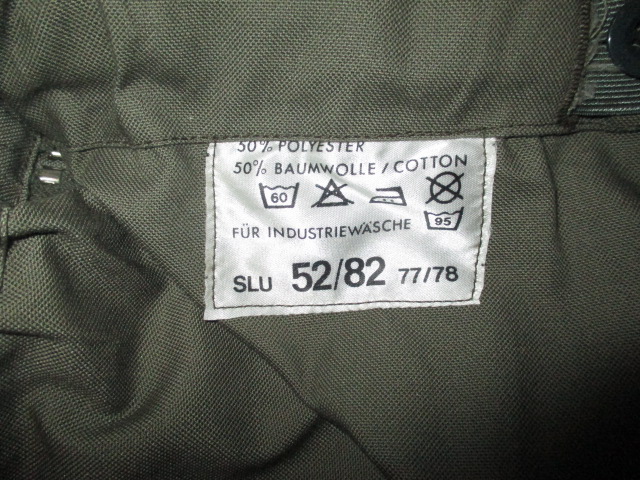 50% POLYESTER
50% BAUMWOLLE / COTTON
60
FÜR INDUSTRIEWÄSCHE 95
SLU 52/82 77/78